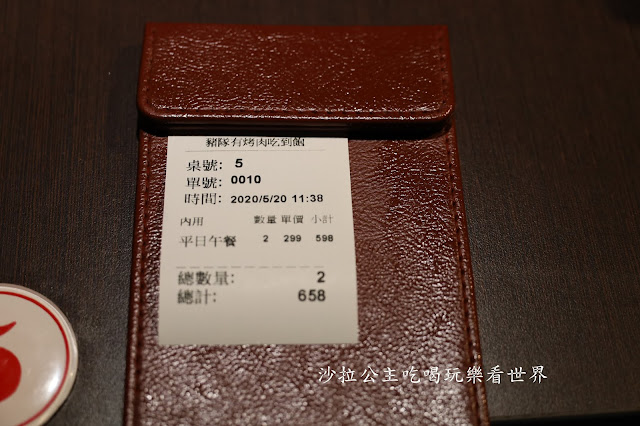 豬隊有烤肉吃到飽
桌號: 5
單號: 0010
時間: 2020/5/20 11:38
內用 數量 單價 小計
平日午餐 2 299 598
總數量: 2
總計: 658
沙拉公主吃喝玩樂看世界